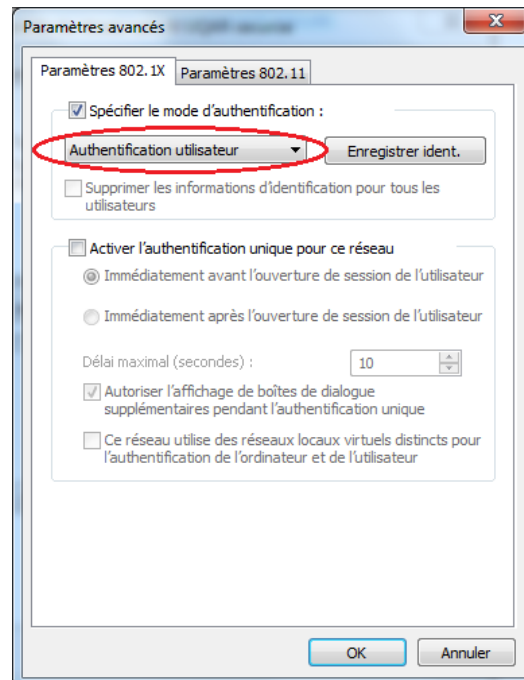 Paramètres avancés
Paramètres 802.1X
Paramètres 802.11
Spécifier le mode d'authentification :
Authentification utilisateur
Enregistrer ident.
Supprimer les informations d'identification pour tous les
utilisateurs
Activer l'authentification unique pour ce réseau
Immédiatement avant l'ouverture de session de l'utilisateur
Immédiatement après l'ouverture de session de l'utilisateur
Délai maximal (secondes) :
10
Autoriser l'affichage de boîtes de dialogue
supplémentaires pendant l'authentification unique
Ce réseau utilise des réseaux locaux virtuels distincts pour
l'authentification de l'ordinateur et de l'utilisateur
OK
Annuler